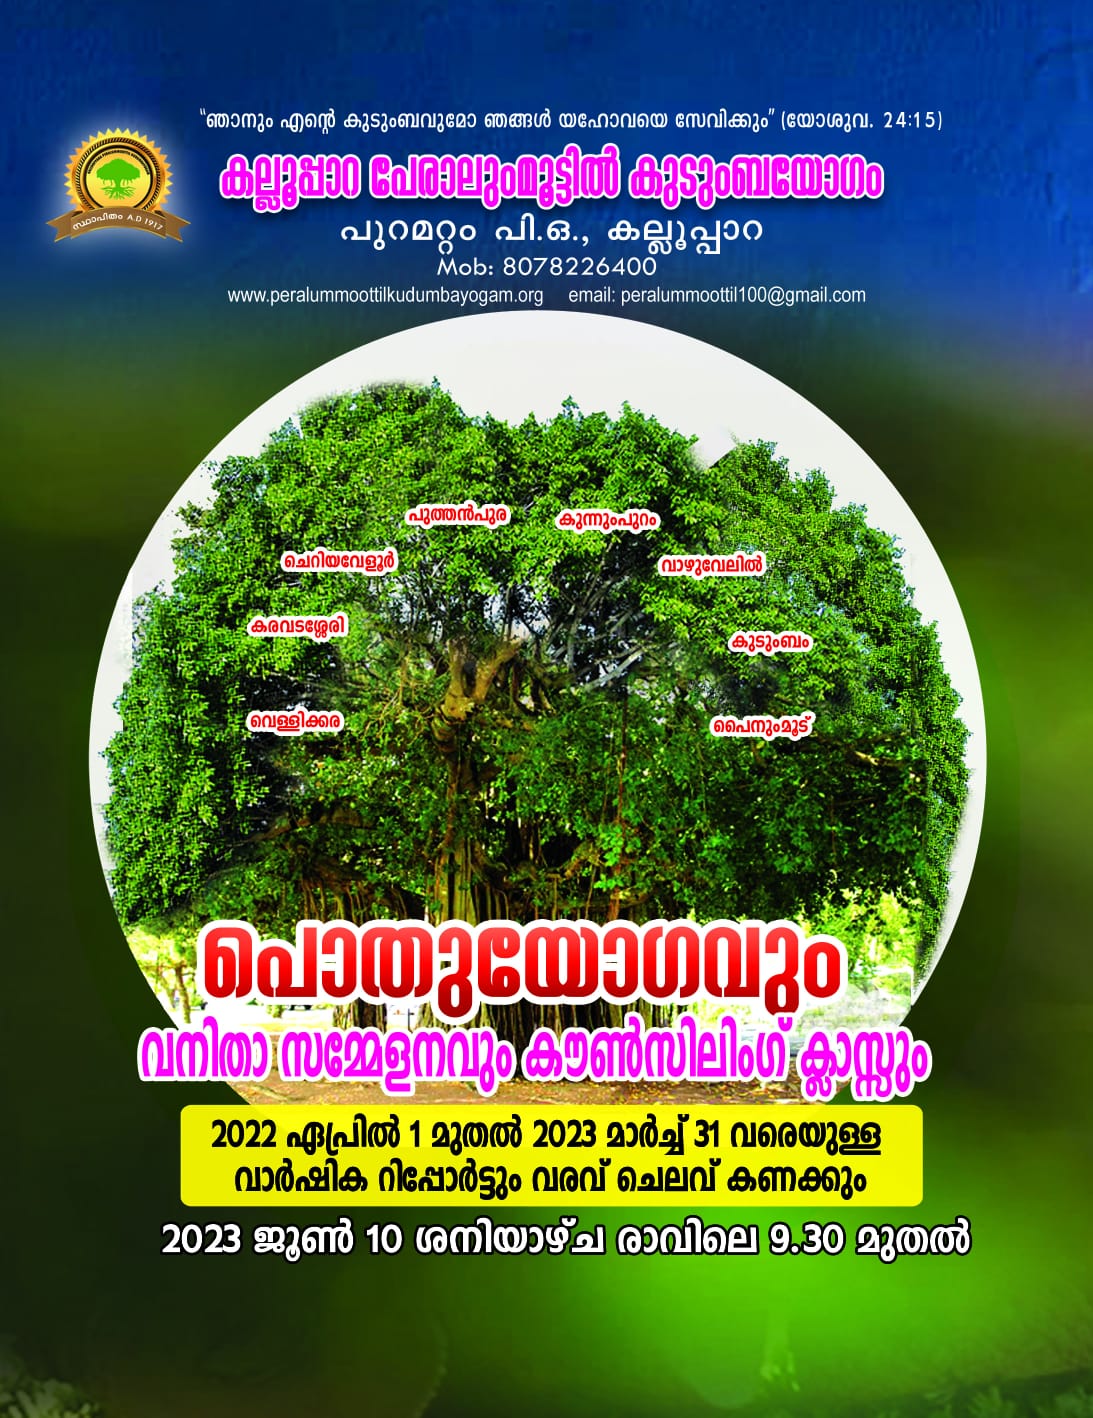 "ഞാനും എന്റെ കുടുംബവുമോ ഞങ്ങൾ യഹോവയെ സേവിക്കും" (യോശുവ. 24:15)
കല്ലൂപ്പാറ പേരാലുംമൂട്ടിൽ കുടുംബയോഗം
പുറമറ്റം പി.ഒ., കല്ലൂപ്പാറ
Mob: 8078226400
www.peralummoottilkudumbayogam.org email: peralummoottil100@gmail.com
സ്ഥാപിതം A.D 1917
പുത്തൻപുര കുന്നുംപുറം
ചെറിയവേളൂർ വാഴുവേലിൽ
കരവടശ്ശേരി കുടുംബം
വെള്ളിക്കര പൈനുംമൂട്
പൊതുയോഗവും
വനിതാ സമ്മേളനവും കൗൺസിലിംഗ് ക്ലാസ്സും
2022 ഏപ്രിൽ 1 മുതൽ 2023 മാർച്ച് 31 വരെയുള്ള
വാർഷിക റിപ്പോർട്ടും വരവ് ചെലവ് കണക്കും
2023 ജൂൺ 10 ശനിയാഴ്ച രാവിലെ 9.30 മുതൽ